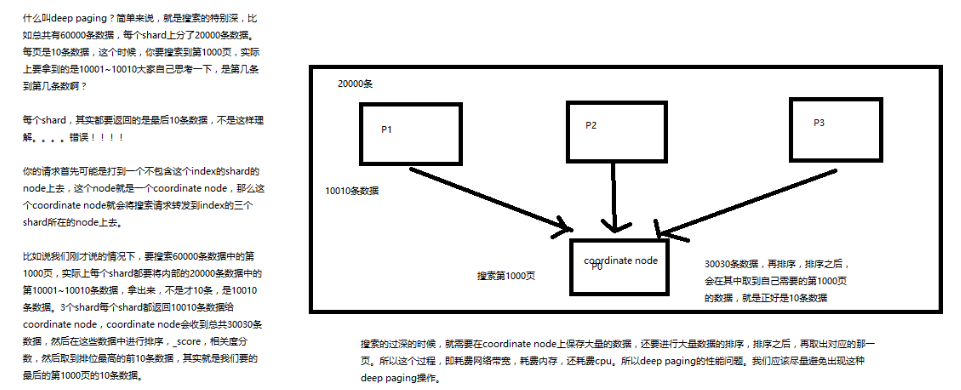 什么叫deep paging？简单来说，就是搜索的特别深，比
如总共有60000条数据，每个shard上分了20000条数据。
每页是10条数据，这个时候，你要搜索到第1000页，实际
上要拿到的是10001~10010大家自己思考一下，是第几条
到第几条数啊？
每个shard，其实都要返回的是最后10条数据，不是这样理
解。。。。错误！！！！
你的请求首先可能是打到一个不包含这个index的shard的
node上去，这个node就是一个coordinate node，那么这
个coordinate node就会将搜索请求转发到index的三个
shard所在的node上去。
比如说我们刚才说的情况下，要搜索60000条数据中的第
1000页，实际上每个shard都要将内部的20000条数据中的
第10001~10010条数据，拿出来，不是才10条，是10010
条数据。3个shard每个shard都返回10010条数据给
coordinate node，coordinate node会收到总共30030条
数据，然后在这些数据中进行排序，_score，相关度分
数，然后取到排位最高的前10条数据，其实就是我们要的
最后的第1000页的10条数据。
20000条
P1
P2
P3
10010条数据
coordinate node
P0
搜索第1000页
30030条数据，再排序，排序之后，
会在其中取到自己需要的第1000页
的数据，就是正好是10条数据
搜索的过深的时候，就需要在coordinate node上保存大量的数据，还要进行大量数据的排序，排序之后，再取出对应的那一
页。所以这个过程，即耗费网络带宽，耗费内存，还耗费cpu。所以deep paging的性能问题。我们应该尽量避免出现这种
deep paging操作。